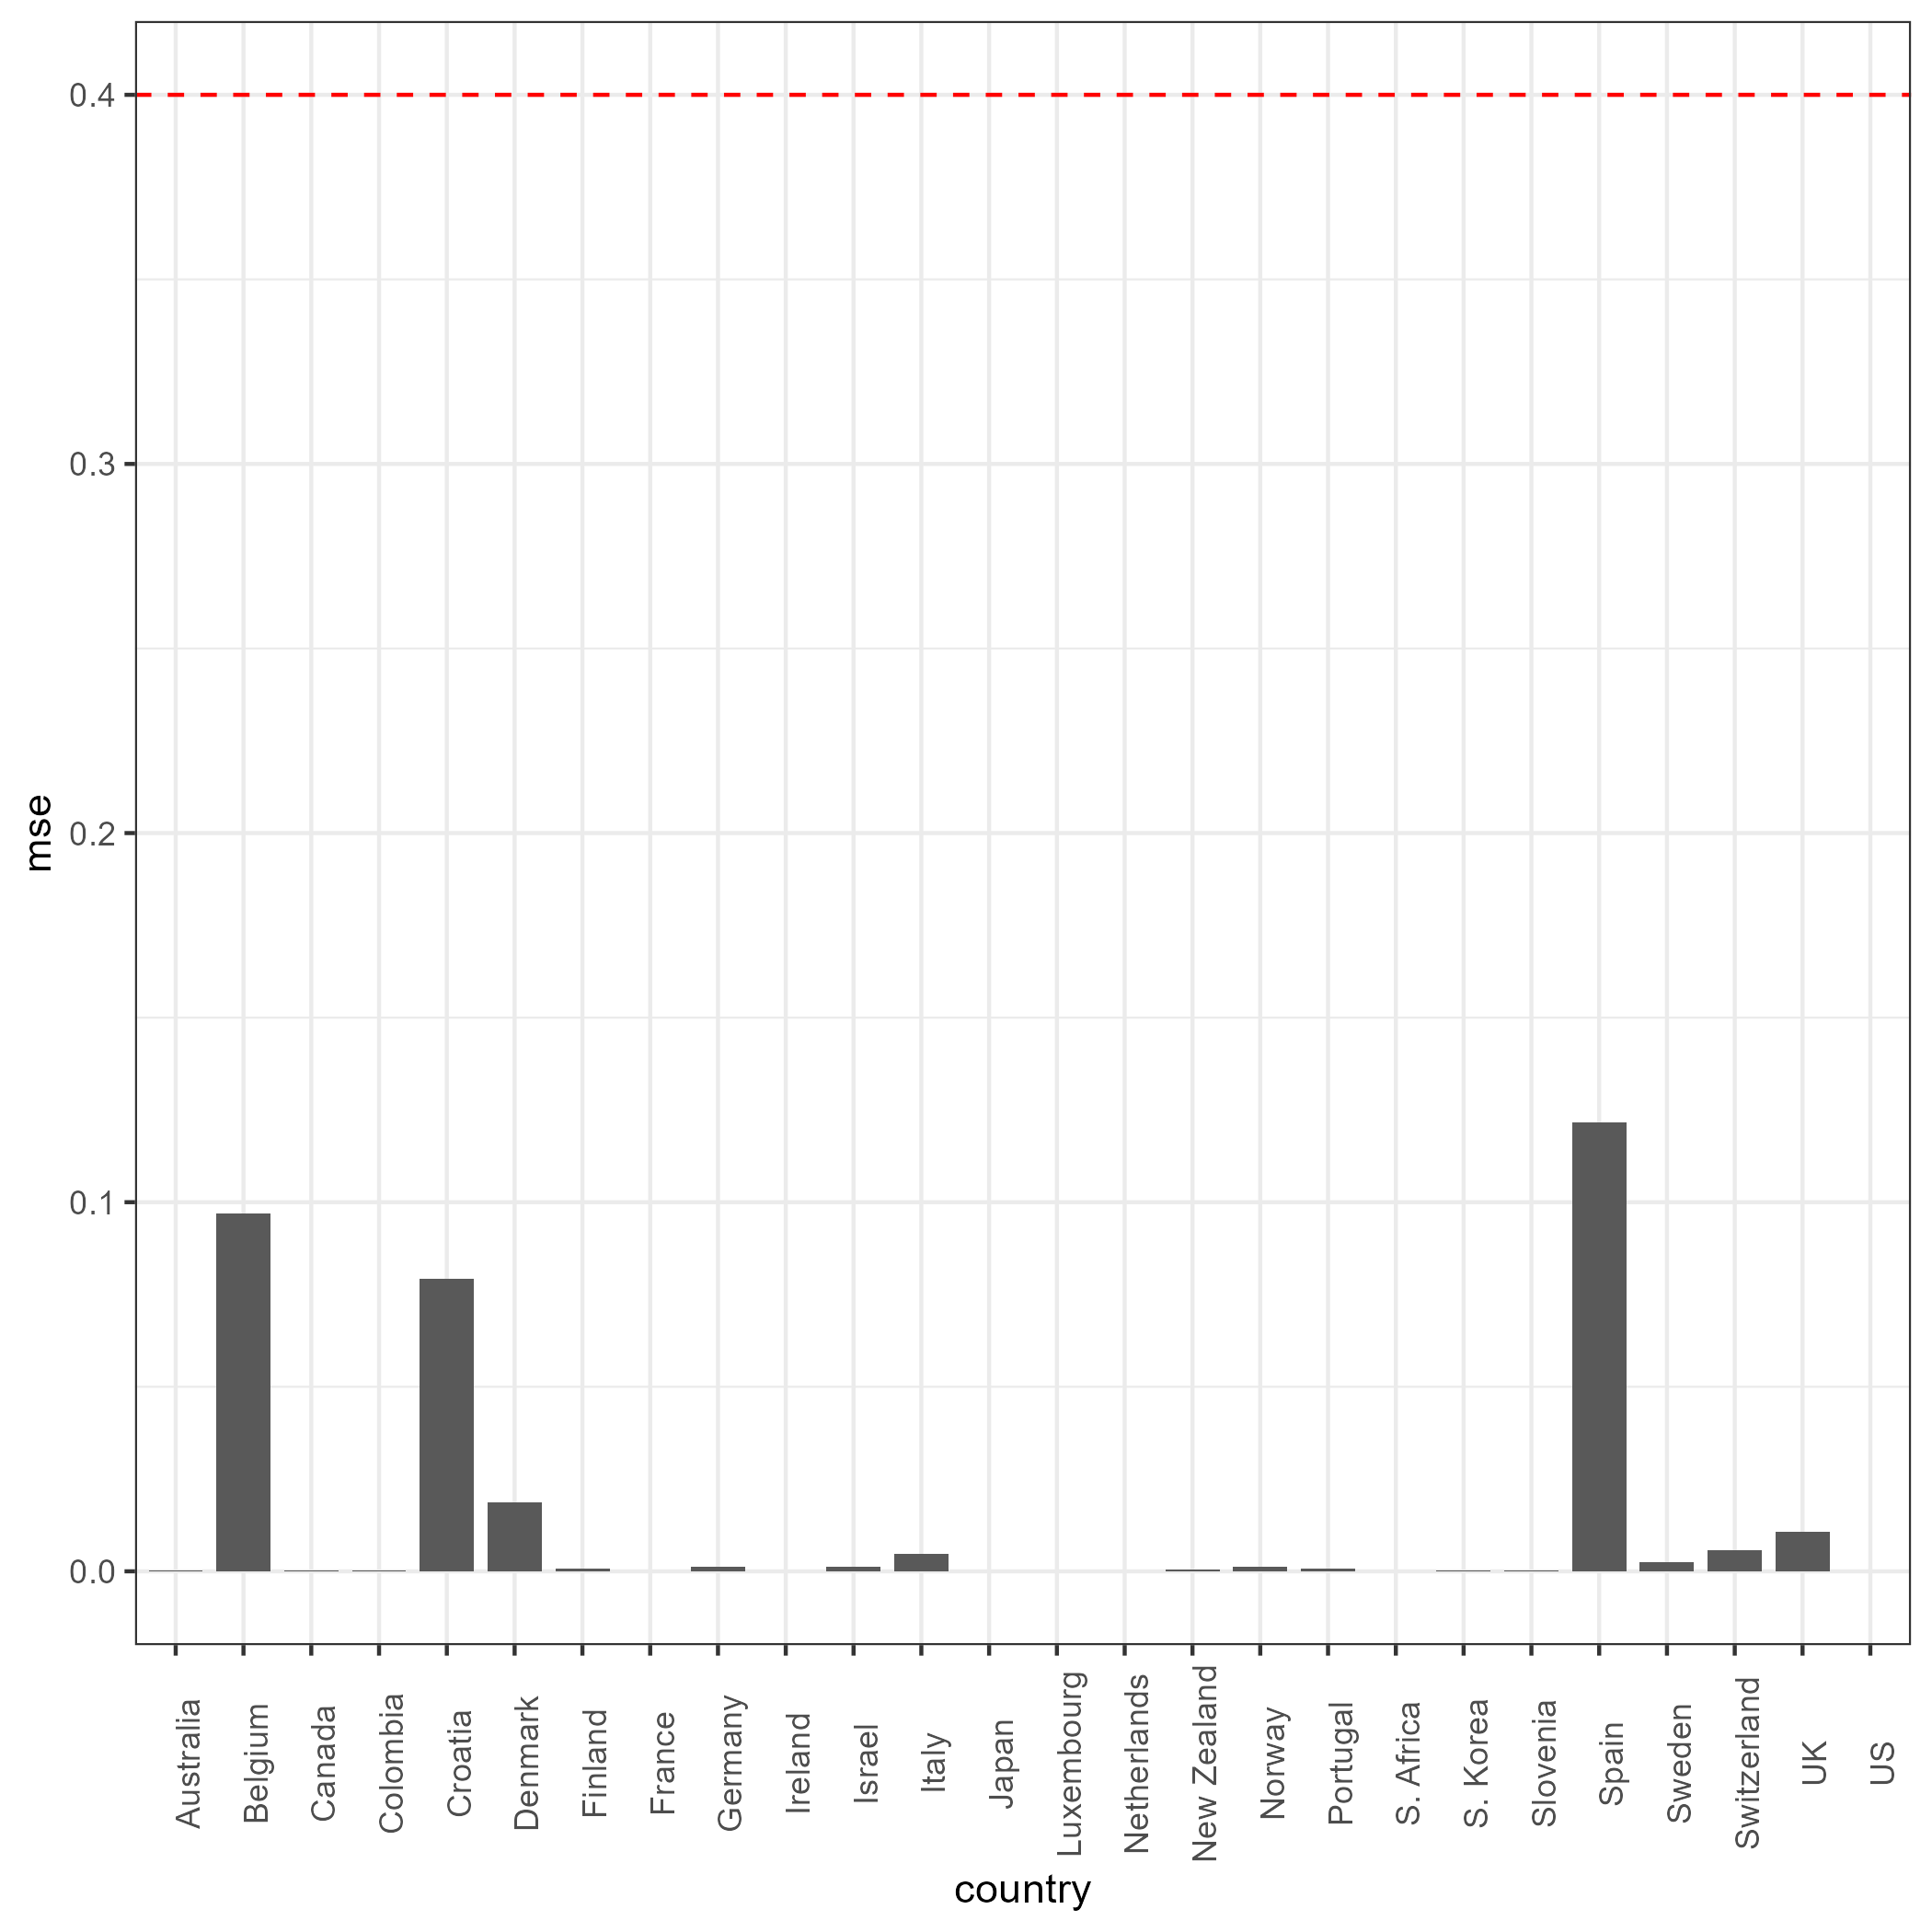 0.4
0.3
0.2
0.1
0.0
mse
Australia
Belgium
Canada
Colombia
Croatia
Denmark
Finland
France
Germany
Ireland
Israel
Italy
Japan
Luxembourg
Netherlands
New Zealand
Norway
Portugal
S. Africa
S. Korea
Slovenia
Spain
Sweden
Switzerland
UK
US
country